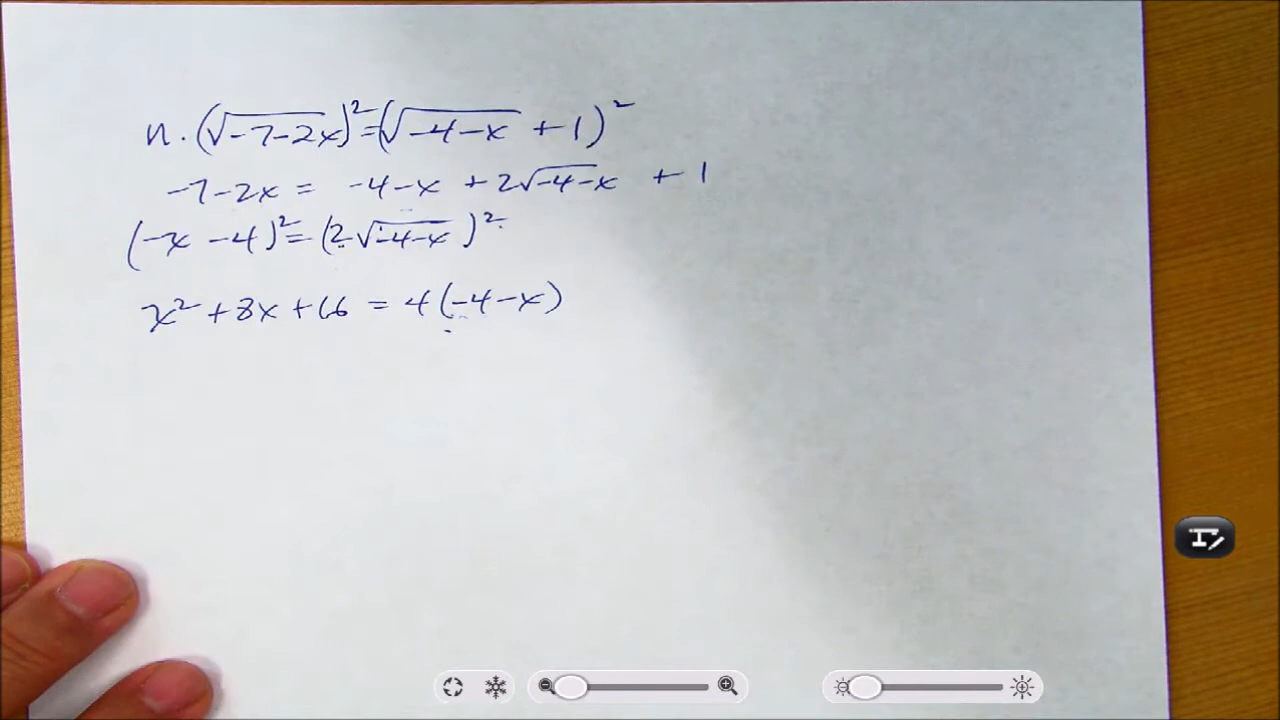 n. (√-7-2x)² = (√-4-x + 1)²
-7-2x = -4-x + 2√-4-x + 1
(-x -4)² = (2√-4-x)²
x² + 8x + 16 = 4(-4-x)